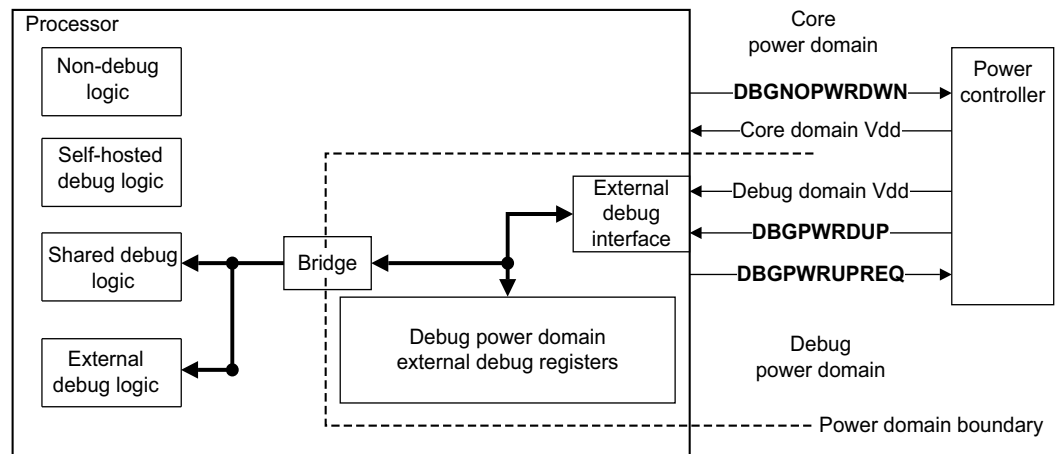 Processor
Non-debug
logic
Self-hosted
debug logic
Shared debug
logic
External
debug logic
Bridge
External
debug
interface
Debug power domain
external debug registers
Core
power domain
DBGNOPWRDWN
Core domain Vdd
Debug domain Vdd
DBGPWRDUP
DBGPWRUPREQ
Debug
power domain
Power domain boundary
Power
controller